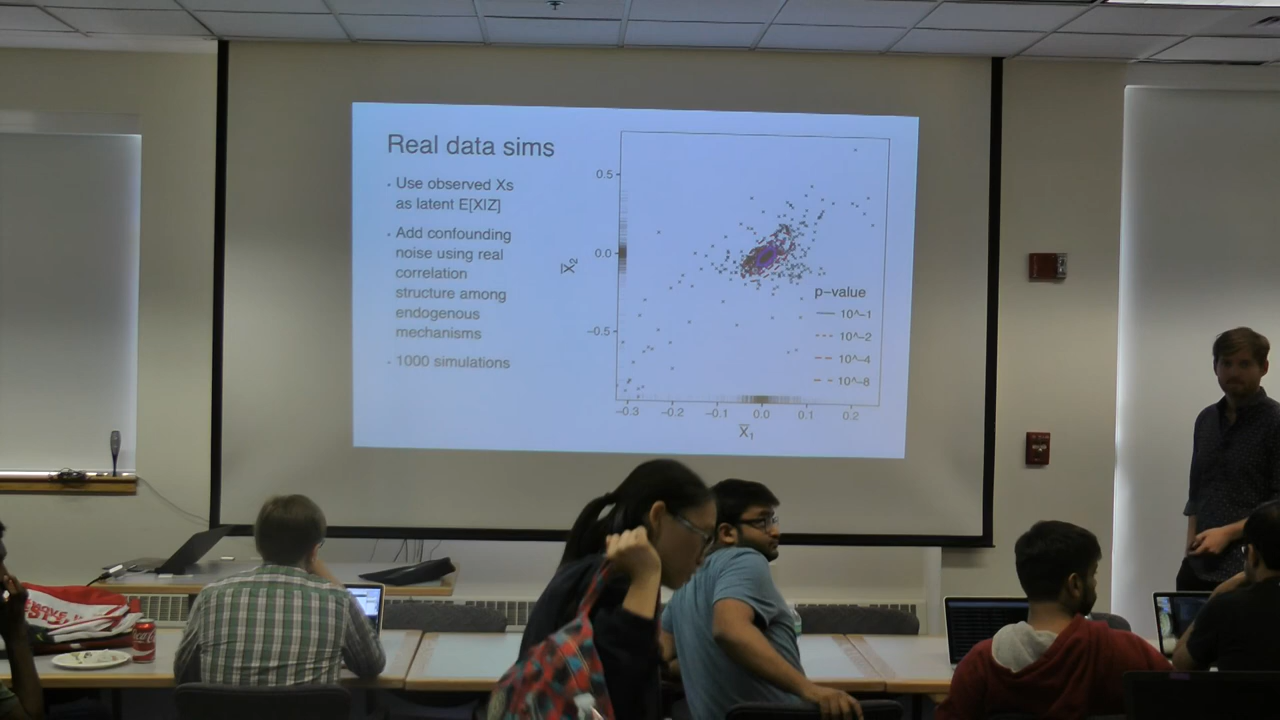 Real data sims
Use observed Xs
as latent E[X|Z]
Add confounding
noise using real
correlation
structure among
endogenous
mechanisms
1000 simulations
0.5
0.0
−0.5
X̅₂
−0.3 −0.2 −0.1 0.0 0.1 0.2
X̅₁
p−value
10^−1
10^−2
10^−4
10^−8
Coca-Cola